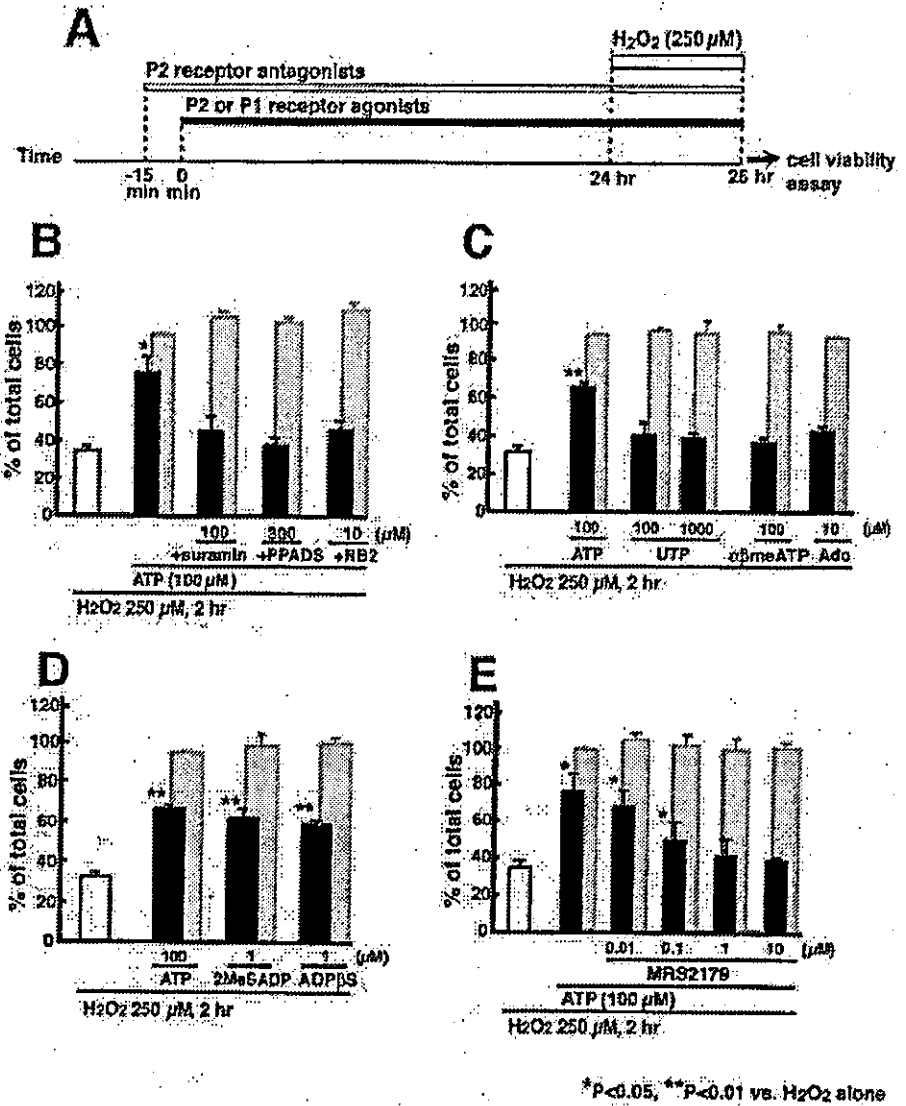 A
H2O2 (250 µM)
P2 receptor antagonists
P2 or P1 receptor agonists
Time
-15 min
0 min
24 hr
26 hr
cell viability assay
B
% of total cells
120
100
80
60
40
20
0
*
100 300 10 (µM)
+suramin +PPADS +RB2
ATP (100 µM)
H2O2 250 µM, 2 hr
C
% of total cells
120
100
80
60
40
20
0
**
100 100 1000 100 10 (µM)
ATP UTP αβmeATP Ado
H2O2 250 µM, 2 hr
D
% of total cells
120
100
80
60
40
20
0
** ** **
100 1 1 (µM)
ATP 2MeSADP ADPβS
H2O2 250 µM, 2 hr
E
% of total cells
120
100
80
60
40
20
0
* * *
0.01 0.1 1 10 (µM)
MRS2179
ATP (100 µM)
H2O2 250 µM, 2 hr
*P<0.05, **P<0.01 vs. H2O2 alone